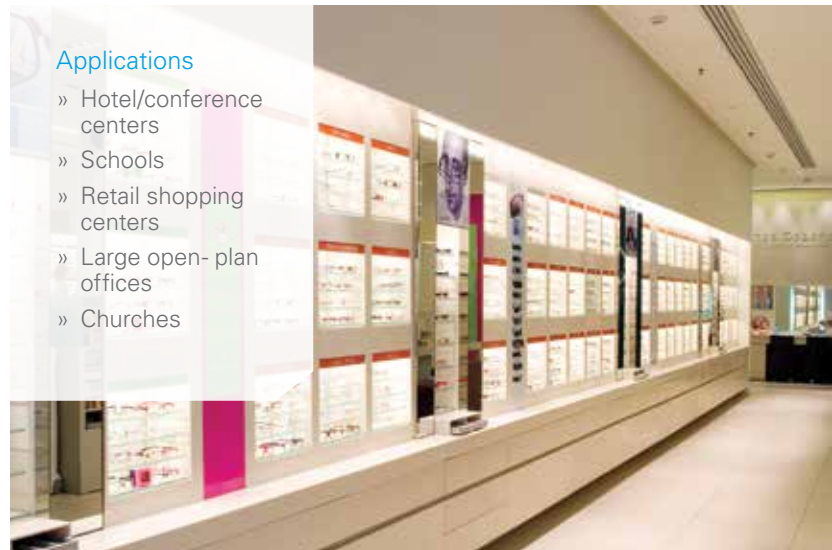 Applications
» Hotel/conference
centers
» Schools
» Retail shopping
centers
» Large open- plan
offices
» Churches